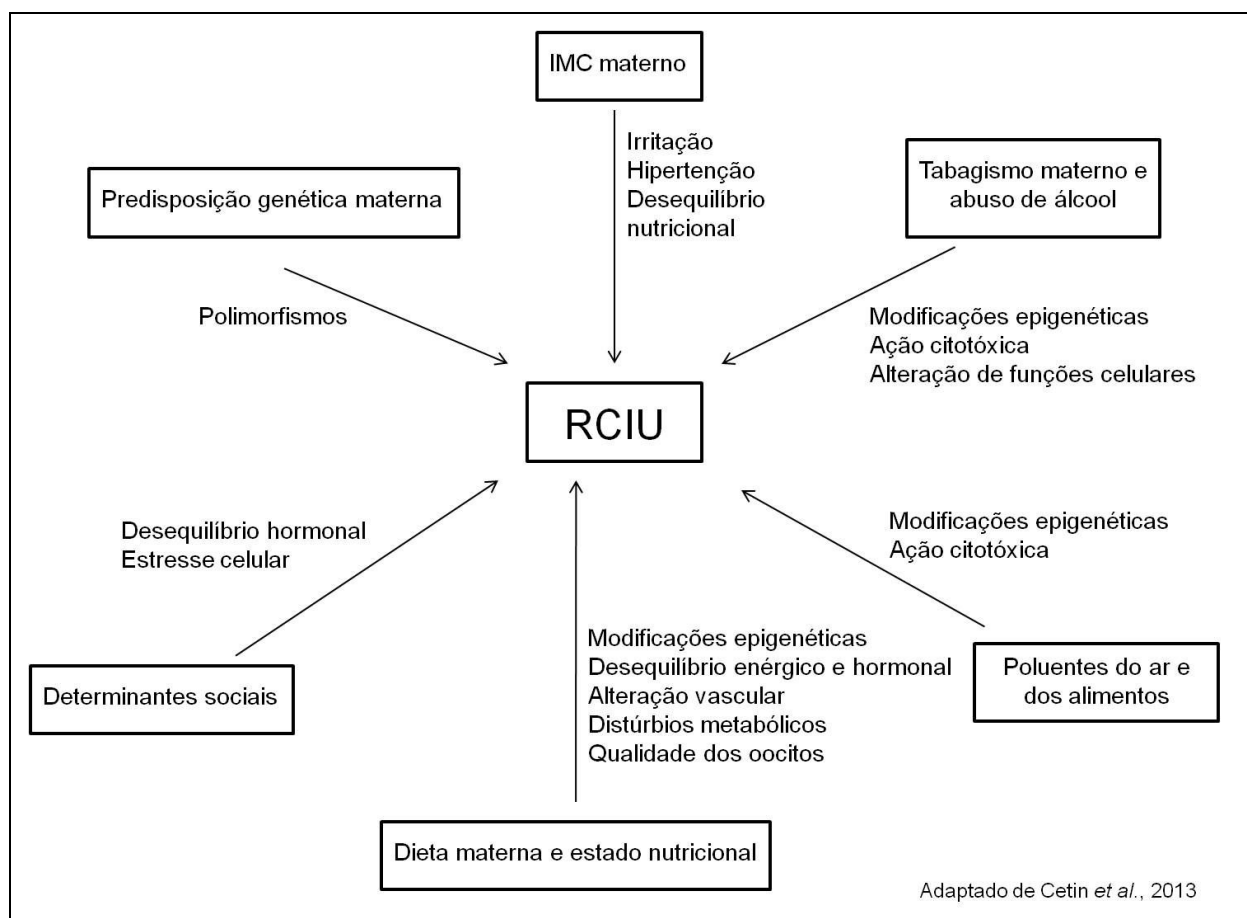 IMC materno
Irritação
Hipertenção
Desequilíbrio
nutricional
Predisposição genética materna
Polimorfismos
Tabagismo materno e
abuso de álcool
Modificações epigenéticas
Ação citotóxica
Alteração de funções celulares
RCIU
Desequilíbrio hormonal
Estresse celular
Determinantes sociais
Modificações epigenéticas
Ação citotóxica
Poluentes do ar e
dos alimentos
Modificações epigenéticas
Desequilíbrio enérgico e hormonal
Alteração vascular
Distúrbios metabólicos
Qualidade dos oocitos
Dieta materna e estado nutricional
Adaptado de Cetin et al., 2013